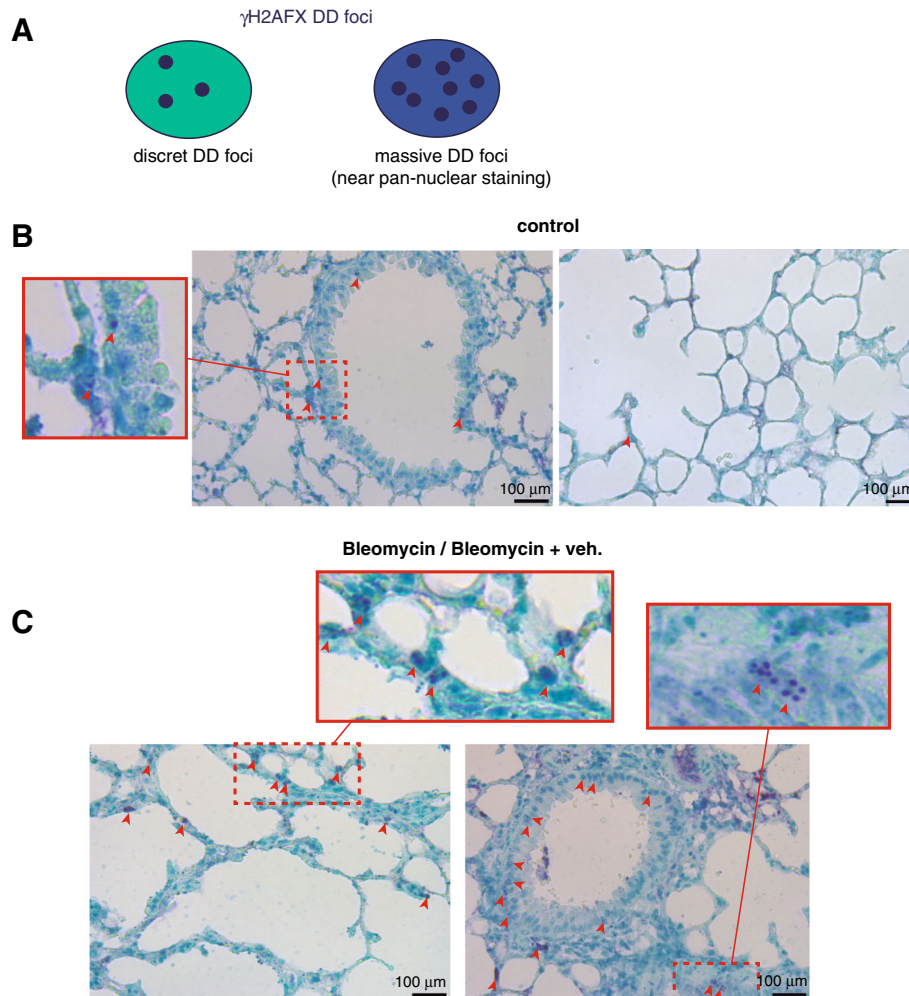 A
γH2AFX DD foci
discret DD foci
massive DD foci
(near pan-nuclear staining)
B
control
100 μm
100 μm
Bleomycin / Bleomycin + veh.
C
100 μm
100 μm